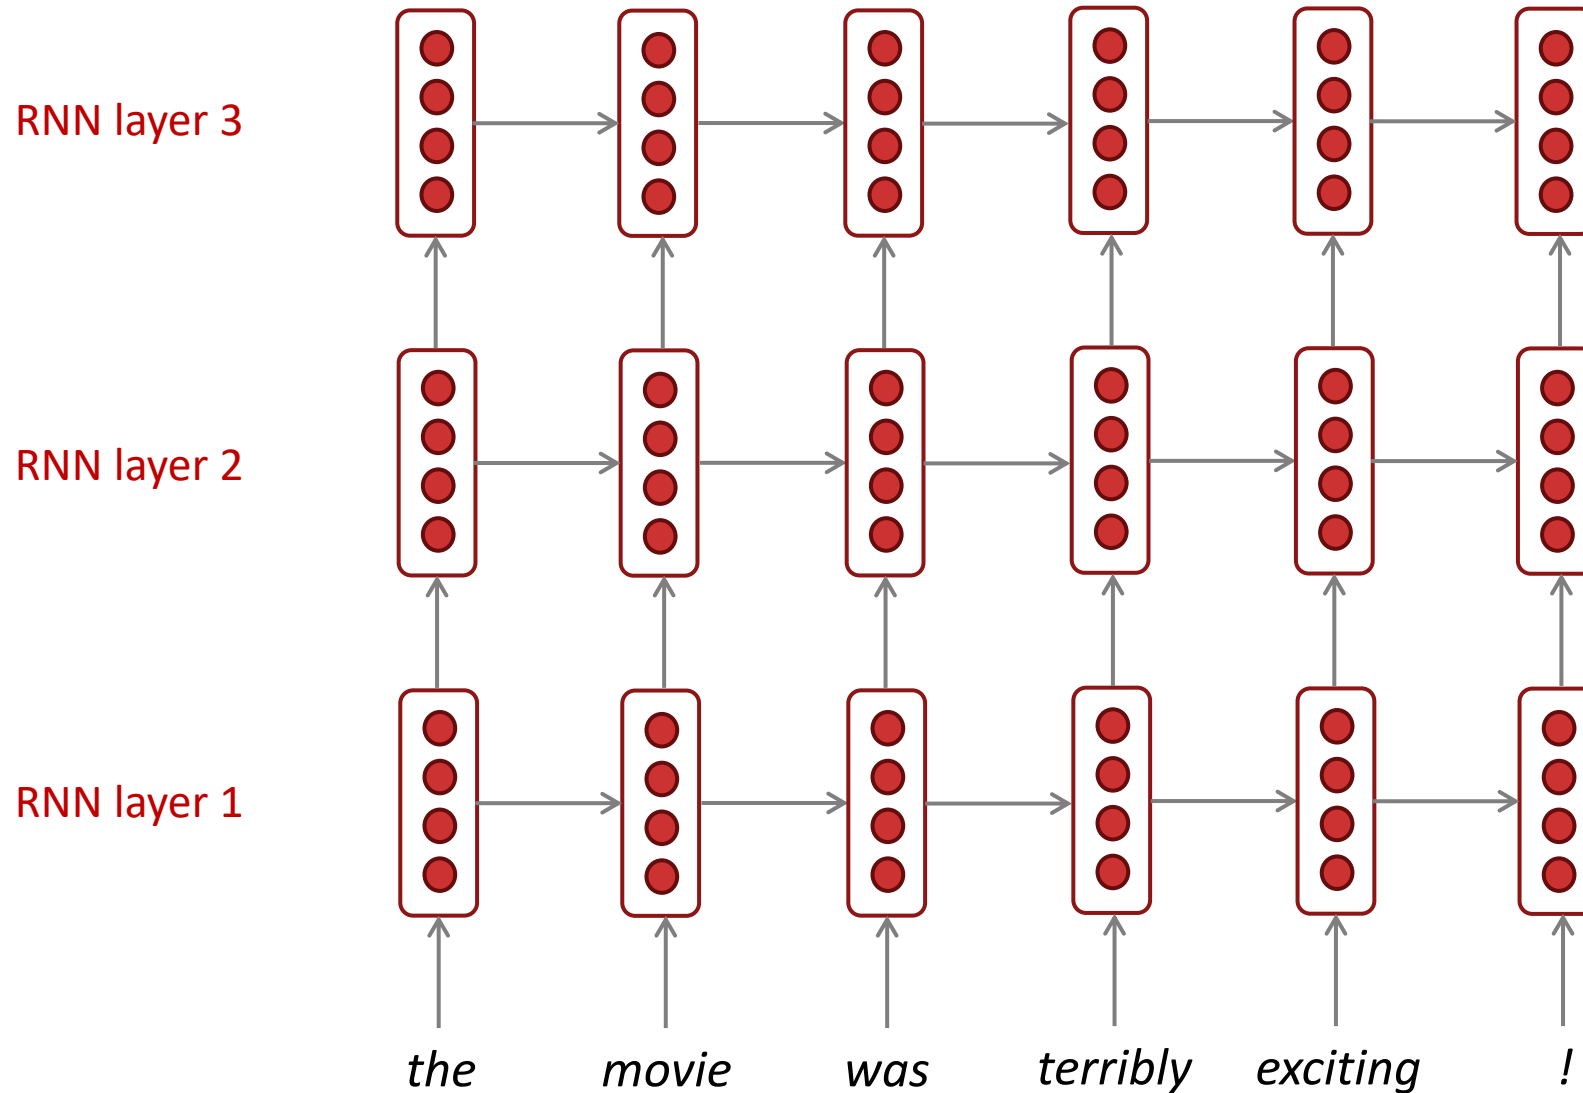 RNN layer 3
RNN layer 2
RNN layer 1
the movie was terribly exciting !